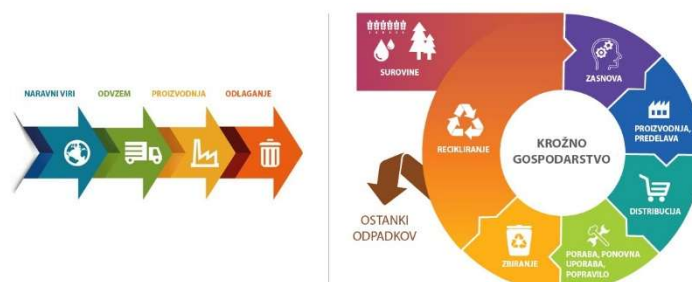 NARAVNI VIRI
ODVZEM
PROIZVODNJA
ODLAGANJE
SUROVINE
ZASNOVA
PROIZVODNJA,
PREDELAVA
DISTRIBUCIJA
PORABA, PONOVNA
UPORABA,
POPRAVILO
ZBIRANJE
RECIKLIRANJE
KROŽNO
GOSPODARSTVO
OSTANKI
ODPADKOV